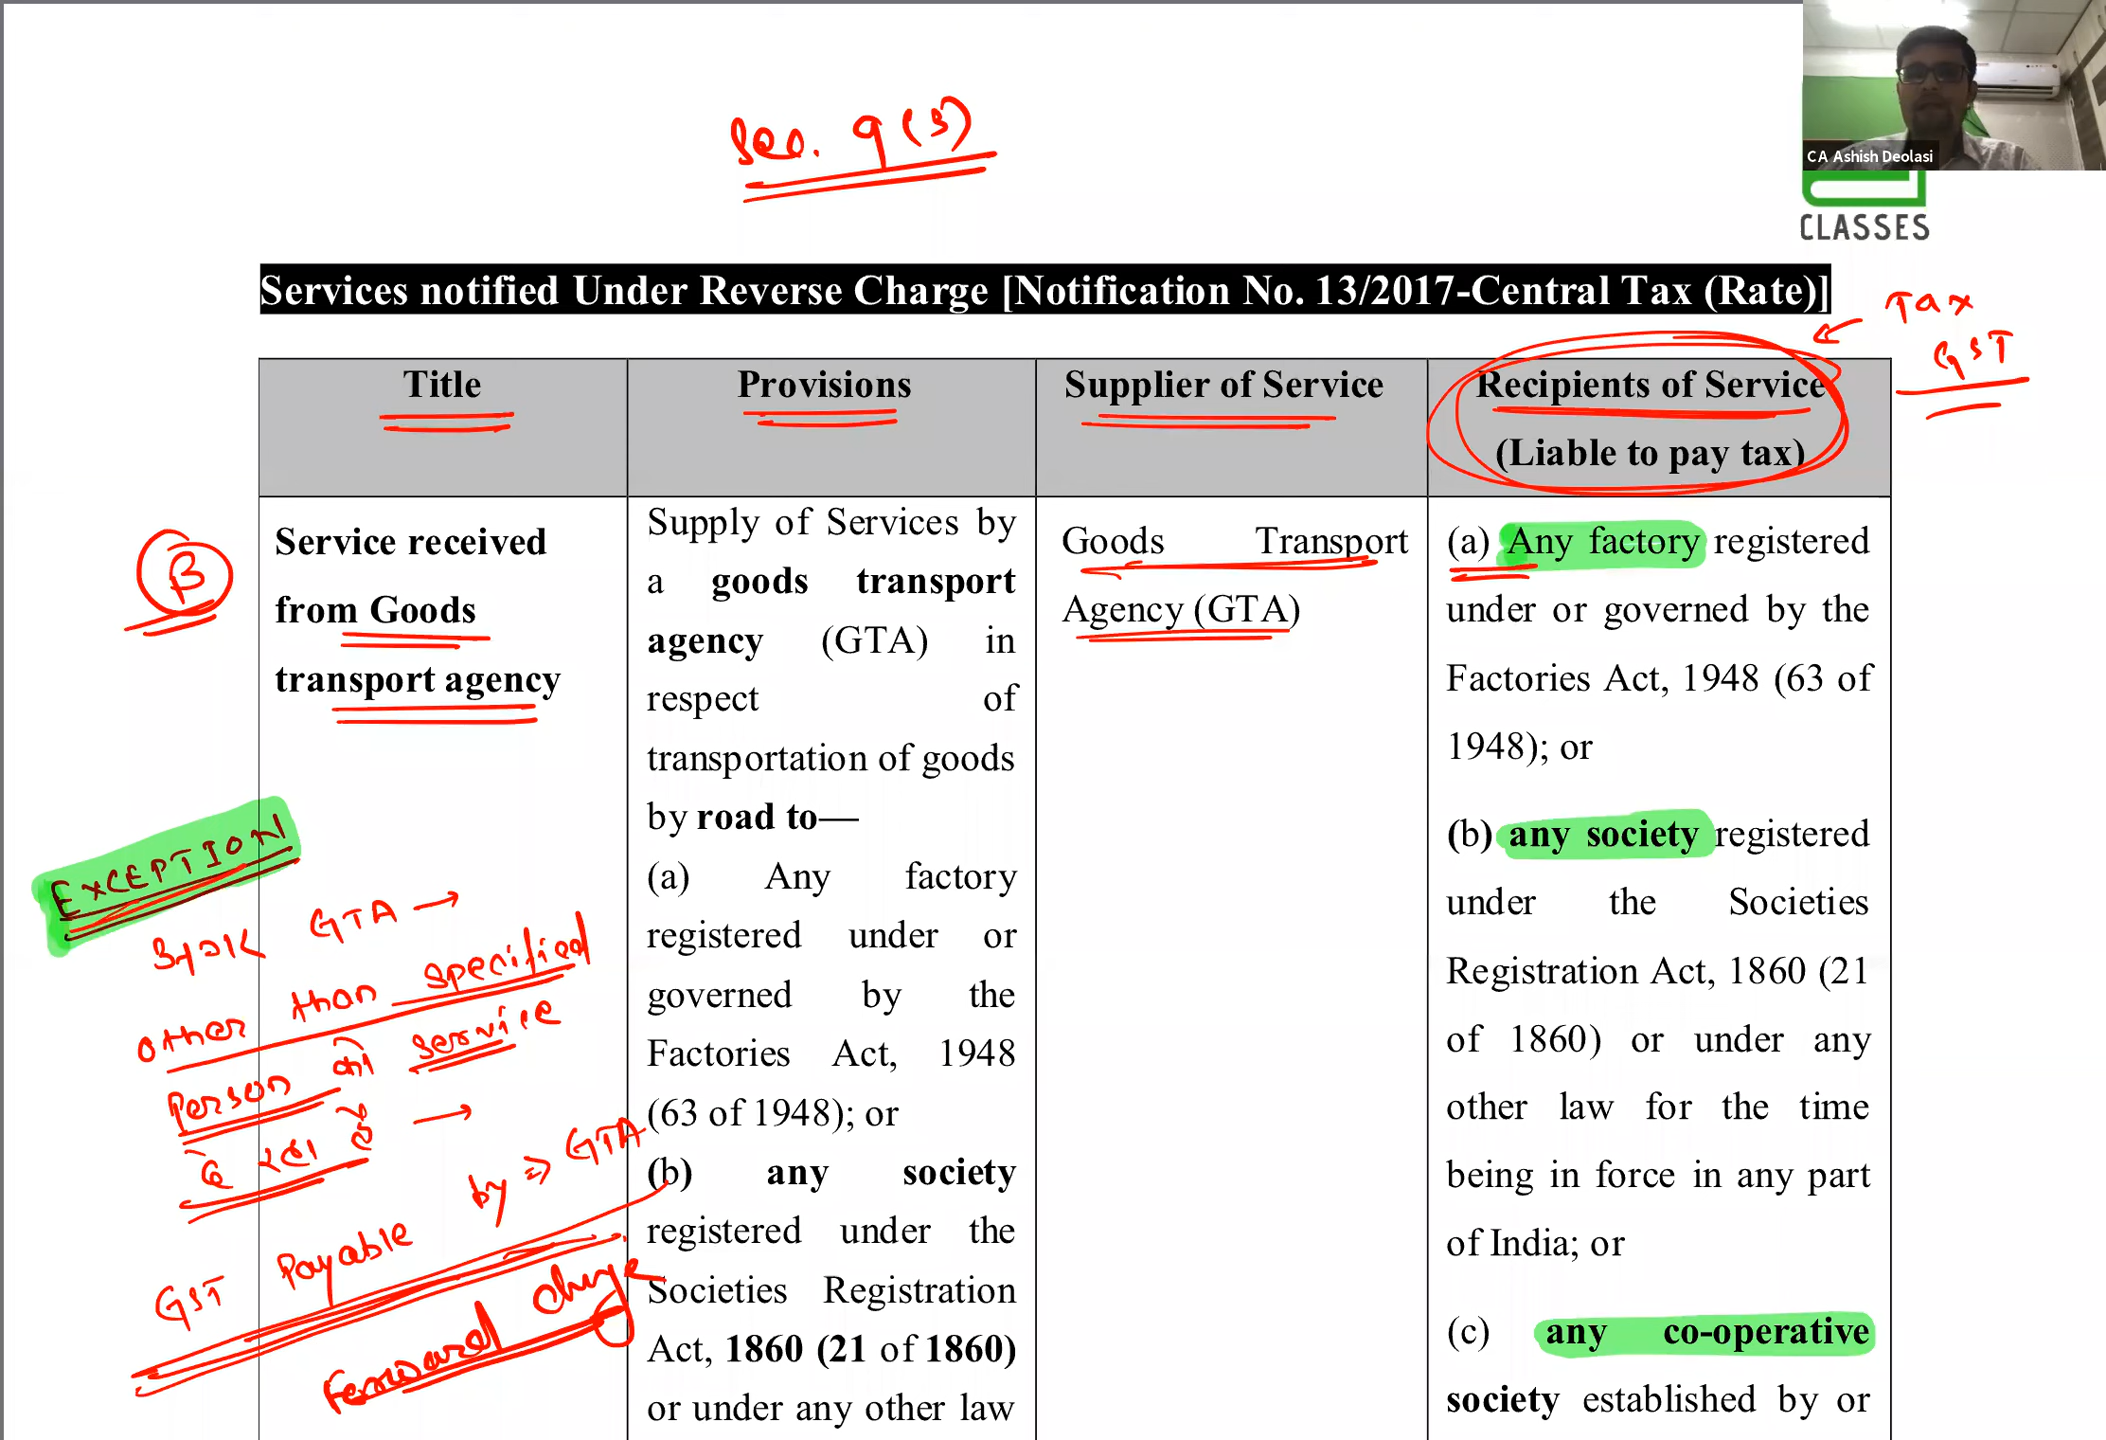 Sec. 9(3)
CA Ashish Deolasi
CLASSES
Services notified Under Reverse Charge [Notification No. 13/2017-Central Tax (Rate)]
Tax
GST
Title
Provisions
Supplier of Service
Recipients of Service
(Liable to pay tax)
B
Service received
from Goods
transport agency
EXCEPTION
अगर GTA →
other than specified
person को service
दे रहा है →
GST Payable by ⇒ GTA
Forward charge
Supply of Services by
a goods transport
agency (GTA) in
respect of
transportation of goods
by road to—
(a) Any factory
registered under or
governed by the
Factories Act, 1948
(63 of 1948); or
(b) any society
registered under the
Societies Registration
Act, 1860 (21 of 1860)
or under any other law
Goods Transport
Agency (GTA)
(a) Any factory registered
under or governed by the
Factories Act, 1948 (63 of
1948); or
(b) any society registered
under the Societies
Registration Act, 1860 (21
of 1860) or under any
other law for the time
being in force in any part
of India; or
(c) any co-operative
society established by or